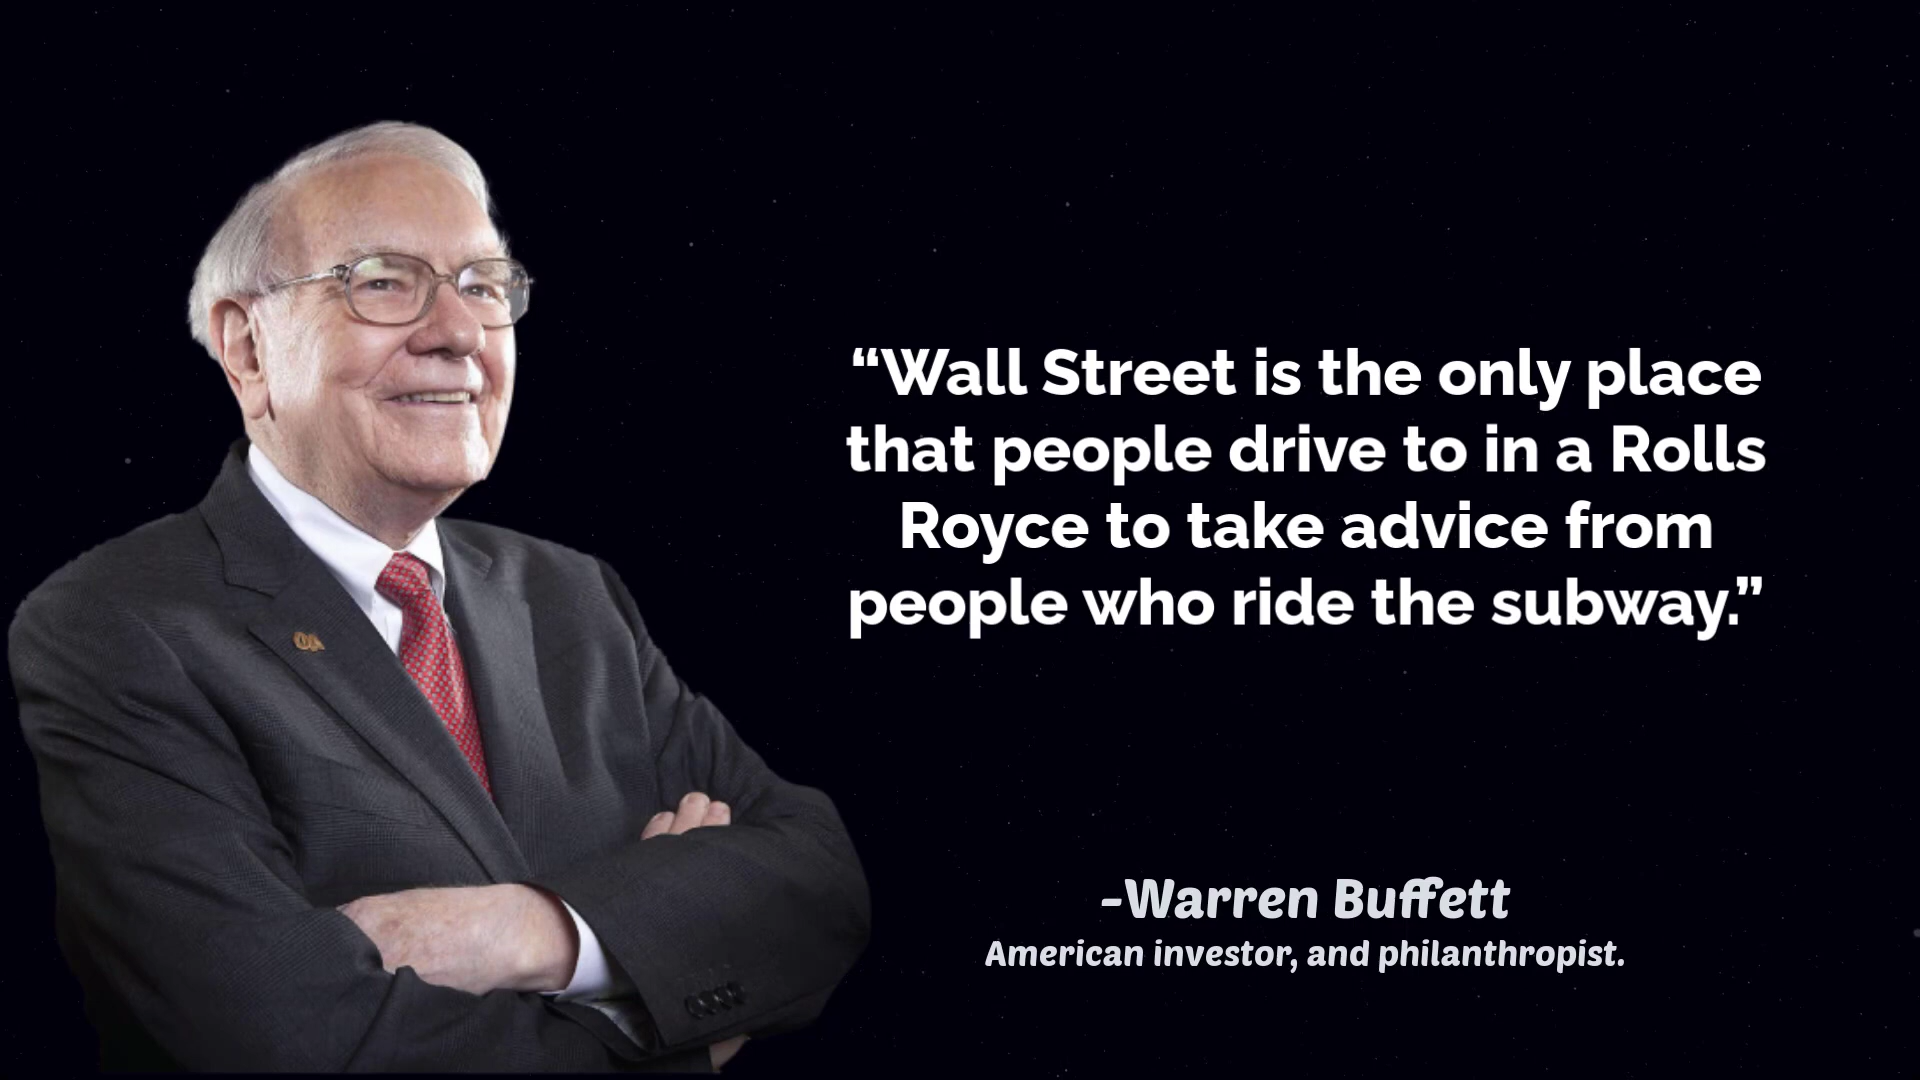 “Wall Street is the only place
that people drive to in a Rolls
Royce to take advice from
people who ride the subway.”
-Warren Buffett
American investor, and philanthropist.